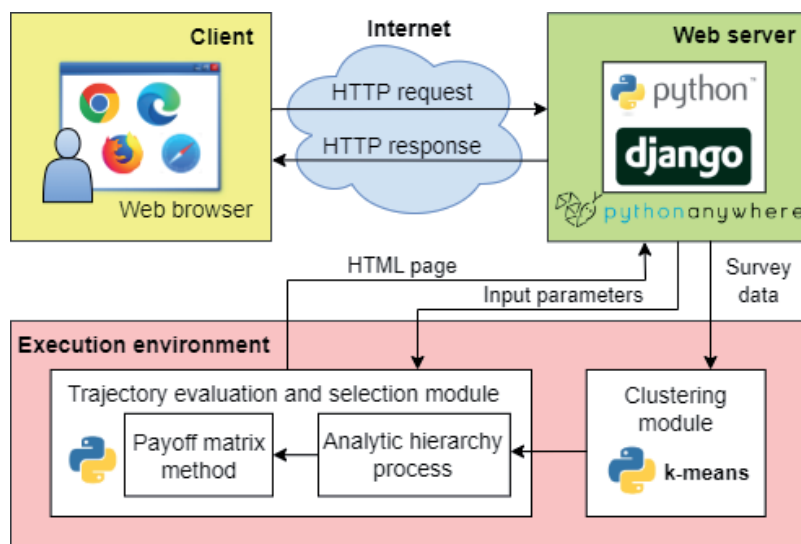 Client
Internet
Web server
HTTP request
HTTP response
python™
django
pythonanywhere
Web browser
HTML page
Input parameters
Survey
data
Execution environment
Trajectory evaluation and selection module
Payoff matrix
method
Analytic hierarchy
process
Clustering
module
k-means